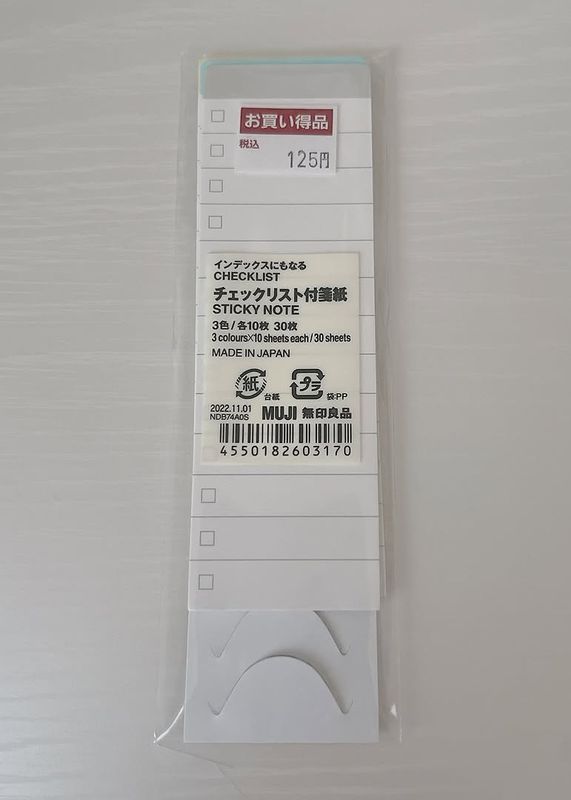 お買い得品
税込
125円
インデックスにもなる
CHECKLIST
チェックリスト付箋紙
STICKY NOTE
3色/各10枚 30枚
3 colours×10 sheets each/30 sheets
MADE IN JAPAN
紙 台紙 プラ 袋:PP
2022.11.01
NDB74A0S
MUJI 無印良品
4550182603170